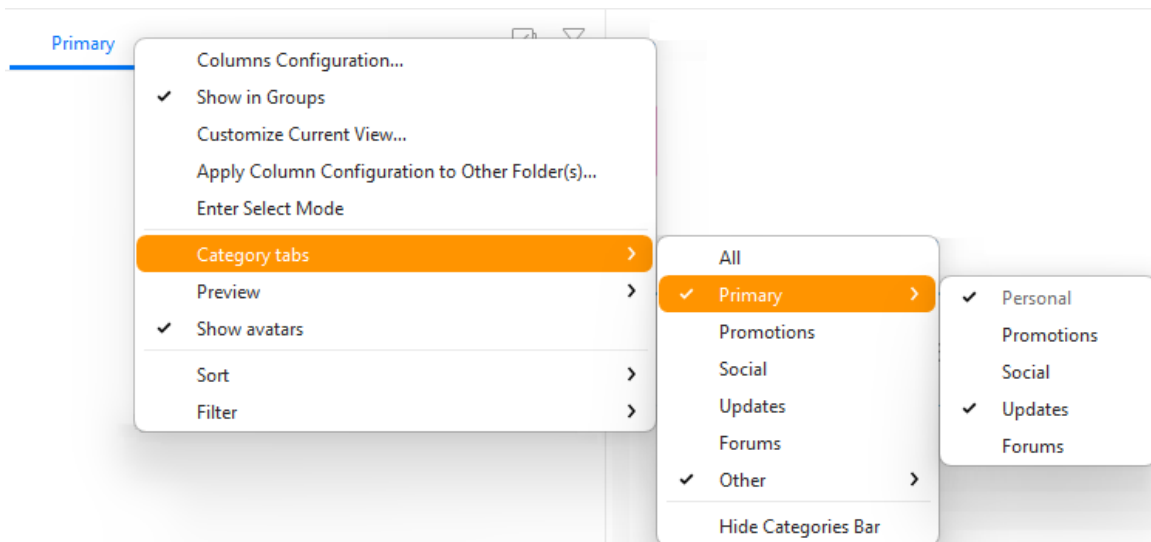 Primary
Columns Configuration...
Show in Groups
Customize Current View...
Apply Column Configuration to Other Folder(s)...
Enter Select Mode
Category tabs
Preview
Show avatars
Sort
Filter
All
Primary
Promotions
Social
Updates
Forums
Other
Hide Categories Bar
Personal
Promotions
Social
Updates
Forums